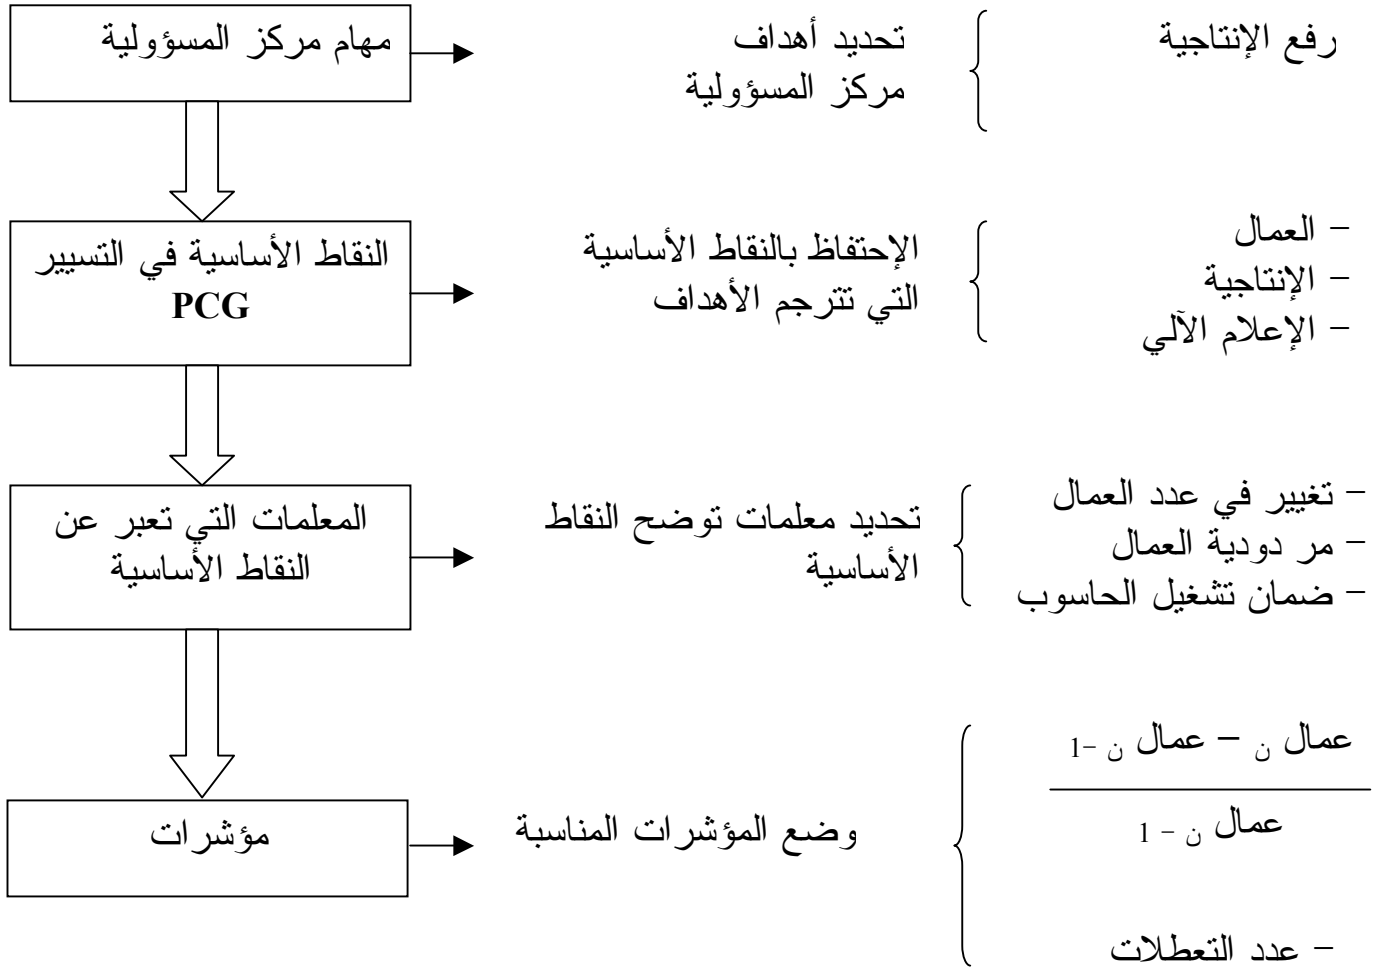 مهام مركز المسؤولية
تحديد أهداف
مركز المسؤولية
رفع الإنتاجية
النقاط الأساسية في التسيير
PCG
الإحتفاظ بالنقاط الأساسية
التي تترجم الأهداف
- العمال
- الإنتاجية
- الإعلام الآلي
المعلمات التي تعبر عن
النقاط الأساسية
تحديد معلمات توضح النقاط
الأساسية
- تغيير في عدد العمال
- مر دودية العمال
- ضمان تشغيل الحاسوب
مؤشرات
وضع المؤشرات المناسبة
عمال ن – عمال ن -1
عمال ن - 1
- عدد التعطلات